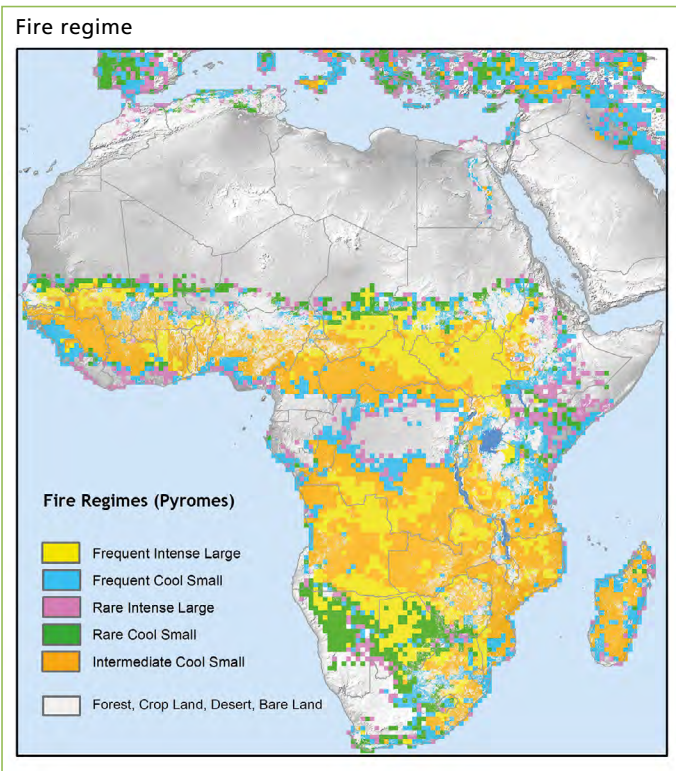 Fire regime
Fire Regimes (Pyromes)
Frequent Intense Large
Frequent Cool Small
Rare Intense Large
Rare Cool Small
Intermediate Cool Small
Forest, Crop Land, Desert, Bare Land